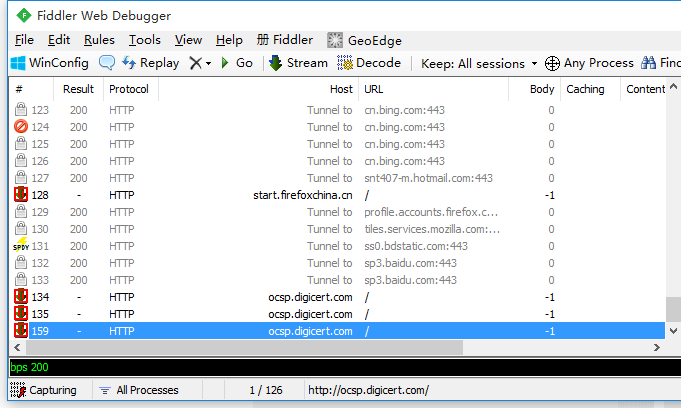 Fiddler Web Debugger
File Edit Rules Tools View Help 册 Fiddler GeoEdge
WinConfig Replay Go Stream Decode Keep: All sessions Any Process Find
# Result Protocol Host URL Body Caching Content
123 200 HTTP Tunnel to cn.bing.com:443 0
124 200 HTTP Tunnel to cn.bing.com:443 0
125 200 HTTP Tunnel to cn.bing.com:443 0
126 200 HTTP Tunnel to cn.bing.com:443 0
127 200 HTTP Tunnel to snt407-m.hotmail.com:443 0
128 - HTTP start.firefoxchina.cn / -1
129 200 HTTP Tunnel to profile.accounts.firefox.c... 0
130 200 HTTP Tunnel to tiles.services.mozilla.com:... 0
SPDY 131 200 HTTP Tunnel to ss0.bdstatic.com:443 0
132 200 HTTP Tunnel to sp3.baidu.com:443 0
133 200 HTTP Tunnel to sp3.baidu.com:443 0
134 - HTTP ocsp.digicert.com / -1
135 - HTTP ocsp.digicert.com / -1
159 - HTTP ocsp.digicert.com / -1
bps 200
Capturing All Processes 1 / 126 http://ocsp.digicert.com/